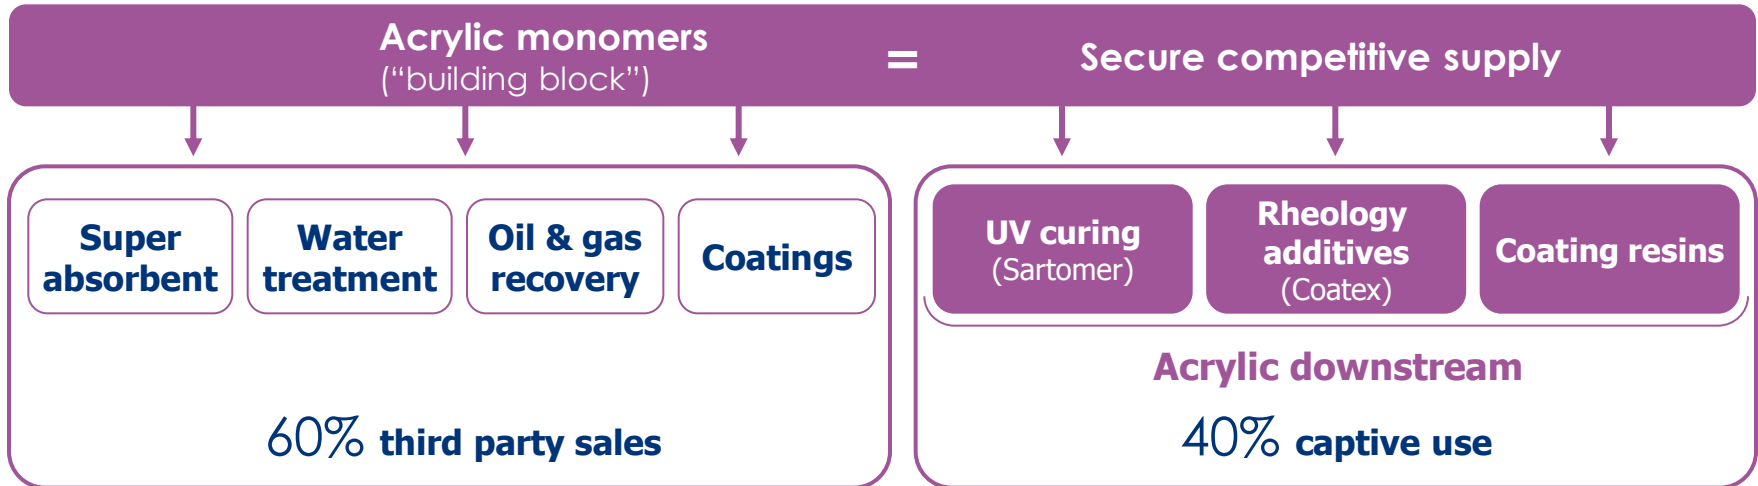 Acrylic monomers
(“building block”)
=
Secure competitive supply
Super
absorbent
Water
treatment
Oil & gas
recovery
Coatings
60% third party sales
UV curing
(Sartomer)
Rheology
additives
(Coatex)
Coating resins
Acrylic downstream
40% captive use